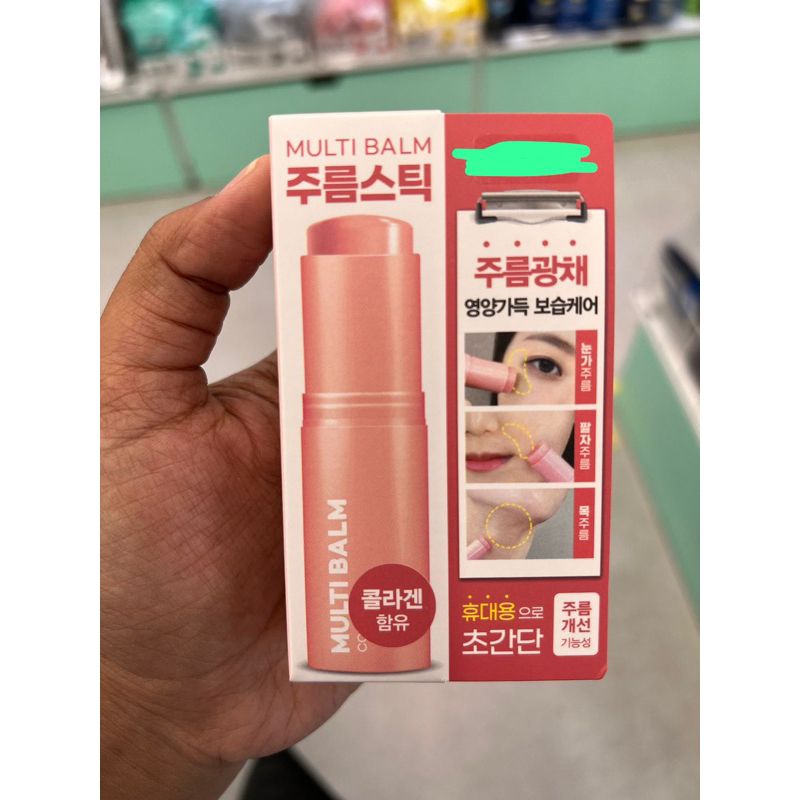 MULTI BALM
주름스틱
MULTI BALM
콜라겐
함유
주름광채
영양가득 보습케어
눈가주름
팔자주름
목주름
휴대용으로
초간단
주름
개선
기능성